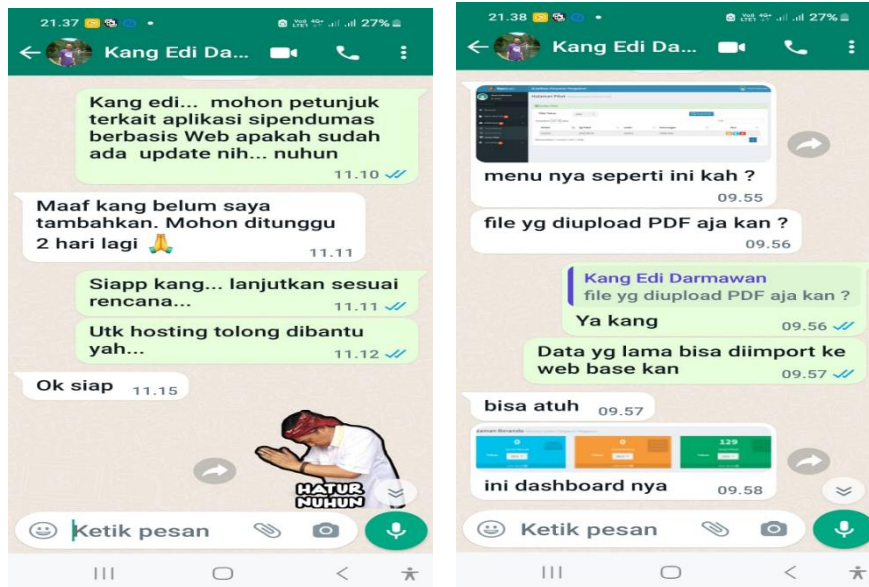 21.37
27%
Kang Edi Da...
Kang edi... mohon petunjuk
terkait aplikasi sipendumas
berbasis Web apakah sudah
ada update nih... nuhun
11.10
Maaf kang belum saya
tambahkan. Mohon ditunggu
2 hari lagi 🙏
11.11
Siapp kang... lanjutkan sesuai
rencana...
11.11
Utk hosting tolong dibantu
yah...
11.12
Ok siap
11.15
HATUR
NUHUN
Ketik pesan
21.38
27%
Kang Edi Da...
menu nya seperti ini kah ?
09.55
file yg diupload PDF aja kan ?
09.56
Kang Edi Darmawan
file yg diupload PDF aja kan ?
Ya kang
09.56
Data yg lama bisa diimport ke
web base kan
09.57
bisa atuh
09.57
0
0
129
ini dashboard nya
09.58
Ketik pesan